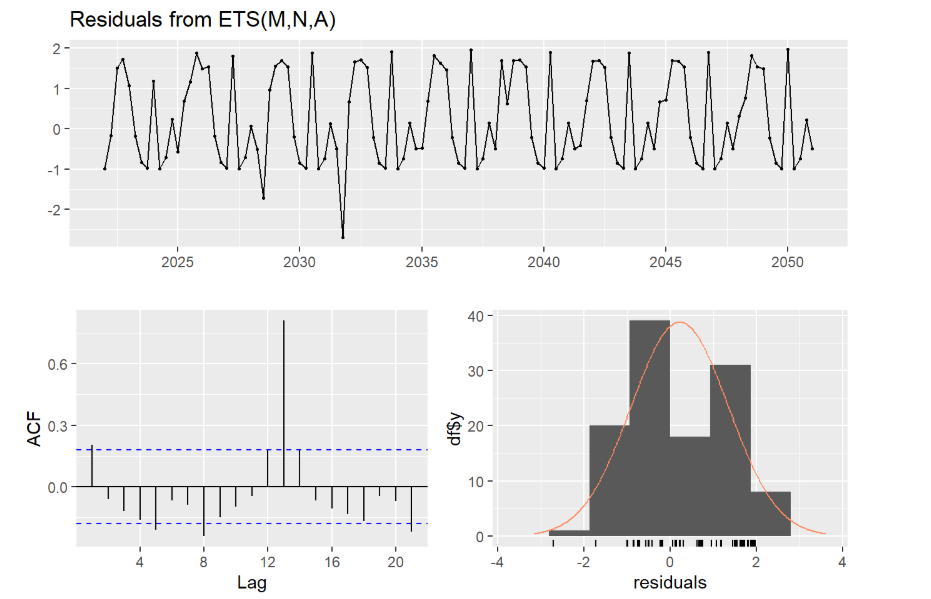 Residuals from ETS(M,N,A)
2
1
0
-1
-2
2025 2030 2035 2040 2045 2050
ACF
0.6
0.3
0.0
4 8 12 16 20
Lag
df$y
40
30
20
10
0
-4 -2 0 2 4
residuals